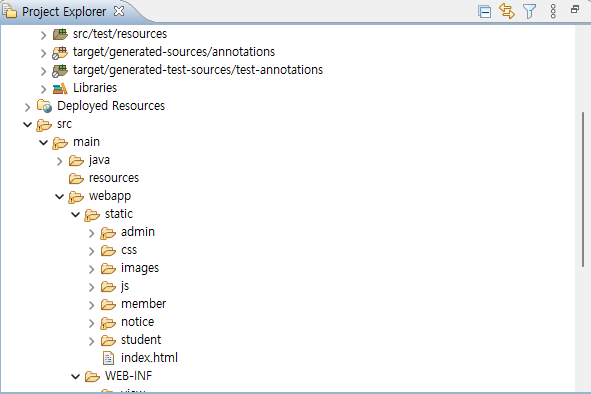 Project Explorer
src/test/resources
target/generated-sources/annotations
target/generated-test-sources/test-annotations
Libraries
Deployed Resources
src
main
java
resources
webapp
static
admin
css
images
js
member
notice
student
index.html
WEB-INF
view